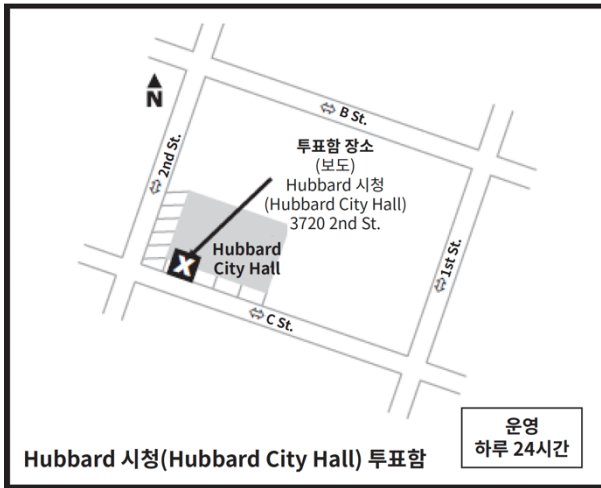 N
B St.
2nd St.
투표함 장소
(보도)
Hubbard 시청
(Hubbard City Hall)
3720 2nd St.
Hubbard
City Hall
X
1st St.
C St.
운영
하루 24시간
Hubbard 시청(Hubbard City Hall) 투표함